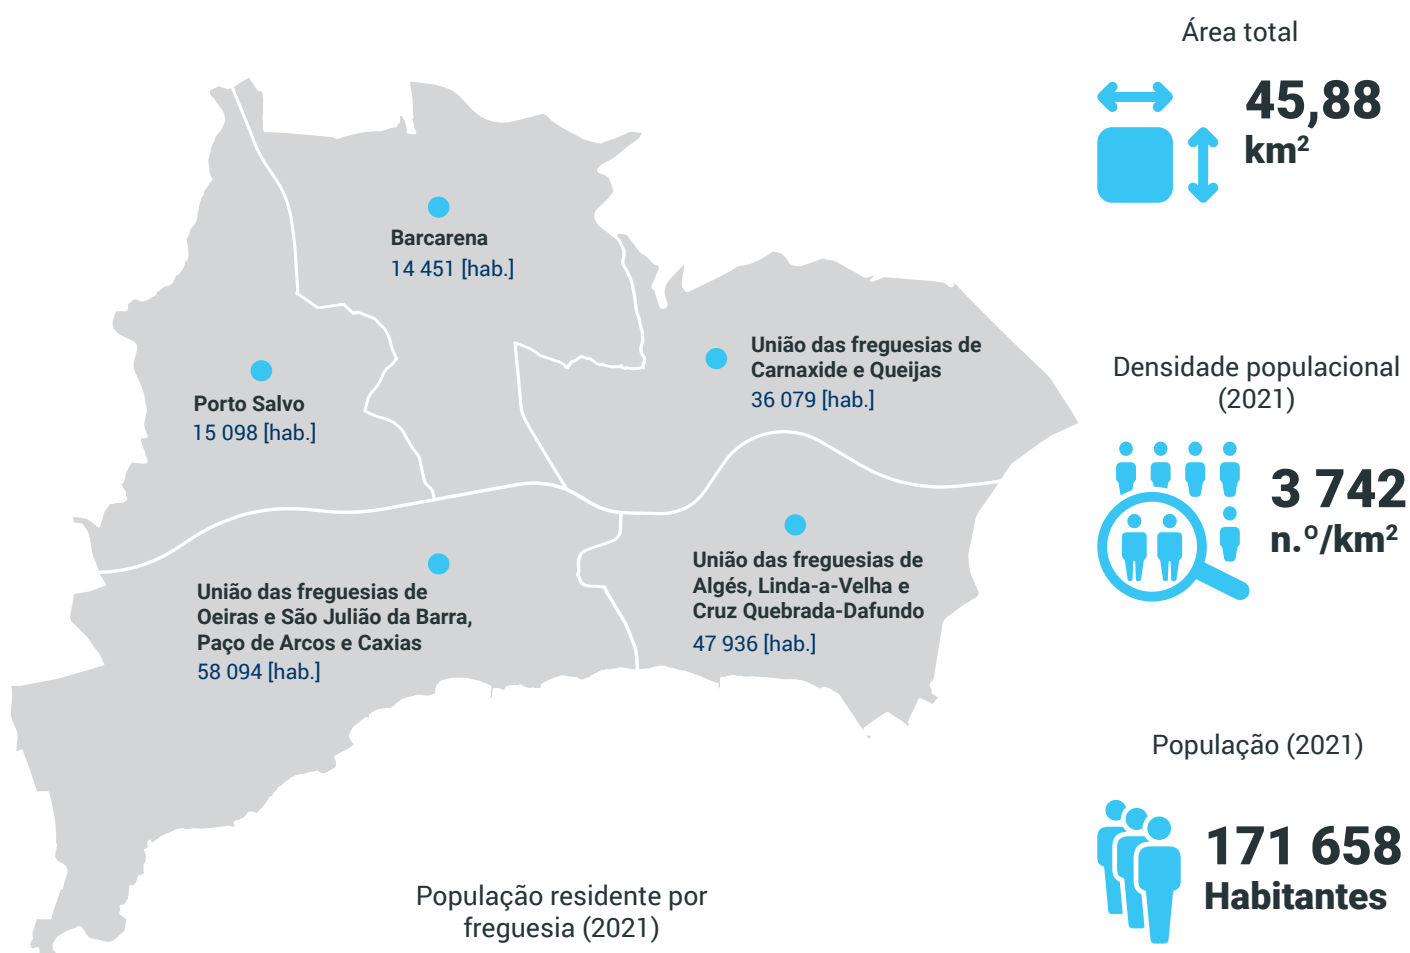 Área total
45,88
km²
Barcarena
14 451 [hab.]
União das freguesias de
Carnaxide e Queijas
36 079 [hab.]
Porto Salvo
15 098 [hab.]
Densidade populacional
(2021)
3 742
n.º/km²
União das freguesias de
Algés, Linda-a-Velha e
Cruz Quebrada-Dafundo
47 936 [hab.]
União das freguesias de
Oeiras e São Julião da Barra,
Paço de Arcos e Caxias
58 094 [hab.]
População (2021)
171 658
Habitantes
População residente por
freguesia (2021)